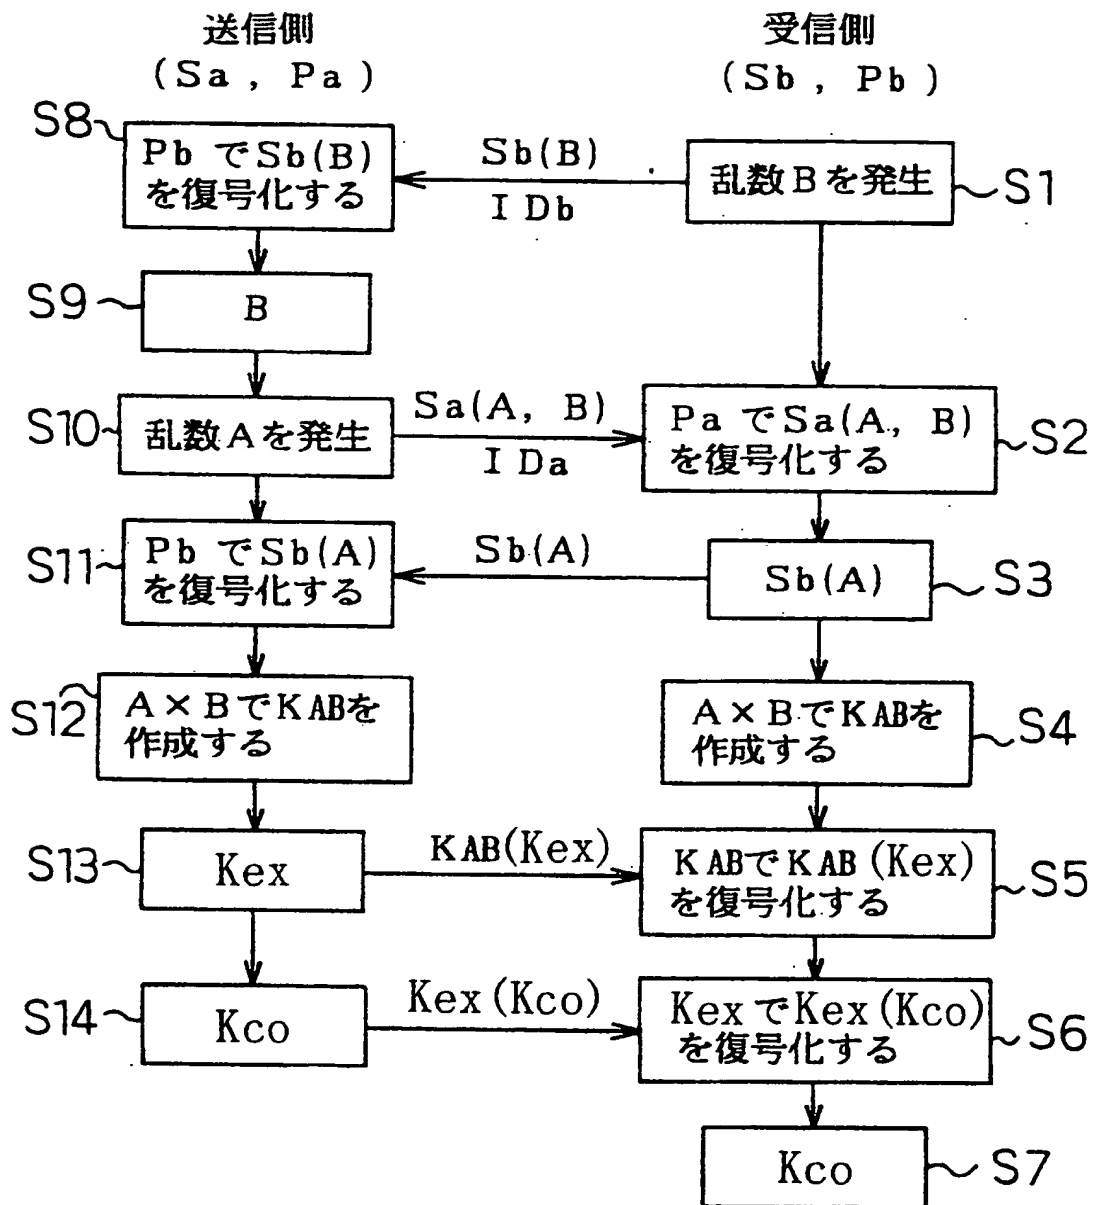 送信側
(Sa, Pa)
受信側
(Sb, Pb)
S8
Pb でSb(B)
を復号化する
Sb(B)
IDb
乱数Bを発生
S1
S9
B
S10
乱数Aを発生
Sa(A, B)
IDa
Pa でSa(A, B)
を復号化する
S2
S11
Pb でSb(A)
を復号化する
Sb(A)
Sb(A)
S3
S12
A×BでKABを
作成する
A×BでKABを
作成する
S4
S13
Kex
KAB(Kex)
KABでKAB(Kex)
を復号化する
S5
S14
Kco
Kex(Kco)
KexでKex(Kco)
を復号化する
S6
Kco
S7